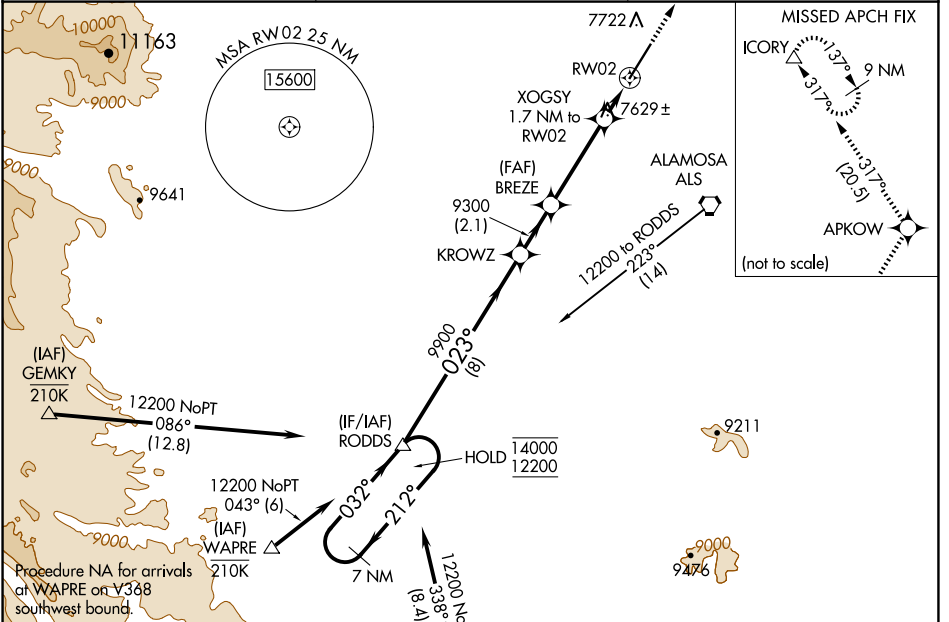 10000
11163
9000
9000
9641
MSA RW02 25 NM
15600
7722
RW02
XOGSY
1.7 NM to
RW02
7629±
(FAF)
BREZE
9300
(2.1)
KROWZ
ALAMOSA
ALS
12200 to RODDS
223°
(14)
MISSED APCH FIX
ICORY
137°
317°
9 NM
317°
(20.5)
APKOW
(not to scale)
9900
023°
(8)
(IAF)
GEMKY
210K
12200 NoPT
086°
(12.8)
(IF/IAF)
RODDS
HOLD
14000
12200
032°
212°
7 NM
12200 NoPT
043° (6)
(IAF)
WAPRE
210K
9000
Procedure NA for arrivals
at WAPRE on V368
southwest bound.
338°
(8.4)
9211
9000
9476